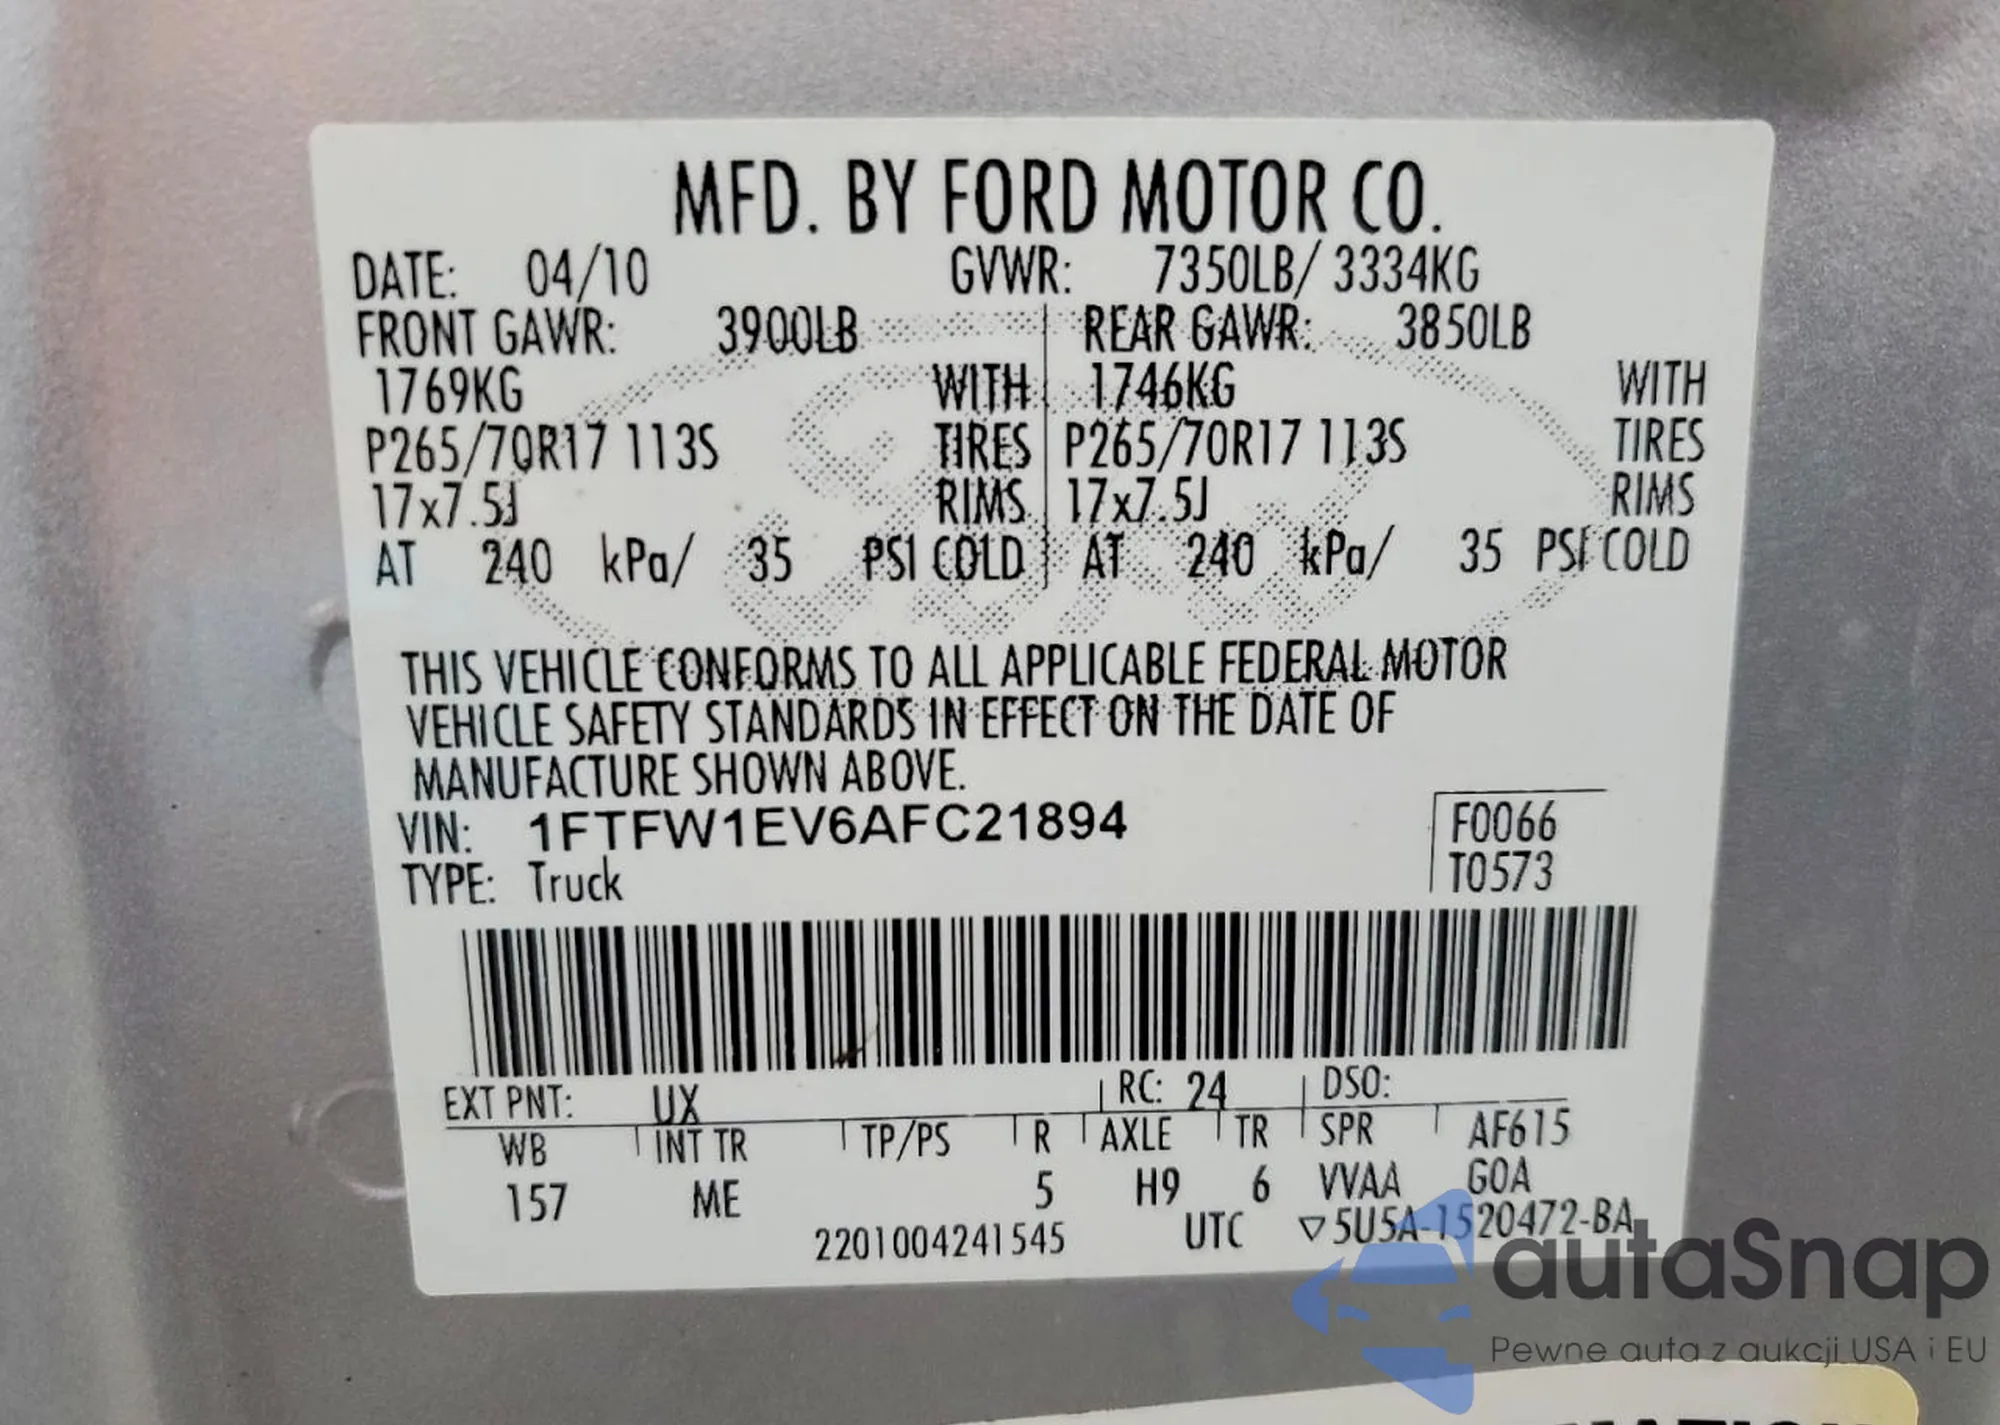 MFD. BY FORD MOTOR CO.
DATE: 04/10 GVWR: 7350LB/ 3334KG
FRONT GAWR: 3900LB REAR GAWR: 3850LB
1769KG WITH 1746KG WITH
P265/70R17 113S TIRES P265/70R17 113S TIRES
17x7.5J RIMS 17x7.5J RIMS
AT 240 kPa/ 35 PSI COLD AT 240 kPa/ 35 PSI COLD
THIS VEHICLE CONFORMS TO ALL APPLICABLE FEDERAL MOTOR
VEHICLE SAFETY STANDARDS IN EFFECT ON THE DATE OF
MANUFACTURE SHOWN ABOVE.
VIN: 1FTFW1EV6AFC21894 F0066
TYPE: Truck T0573
EXT PNT: UX RC: 24 DSO:
WB INT TR TP/PS R AXLE TR SPR AF615
157 ME 5 H9 6 VVAA GOA
2201004241545 UTC ▽5U5A-1520472-BA
autaSnap
Pewne auta z aukcji USA i EU